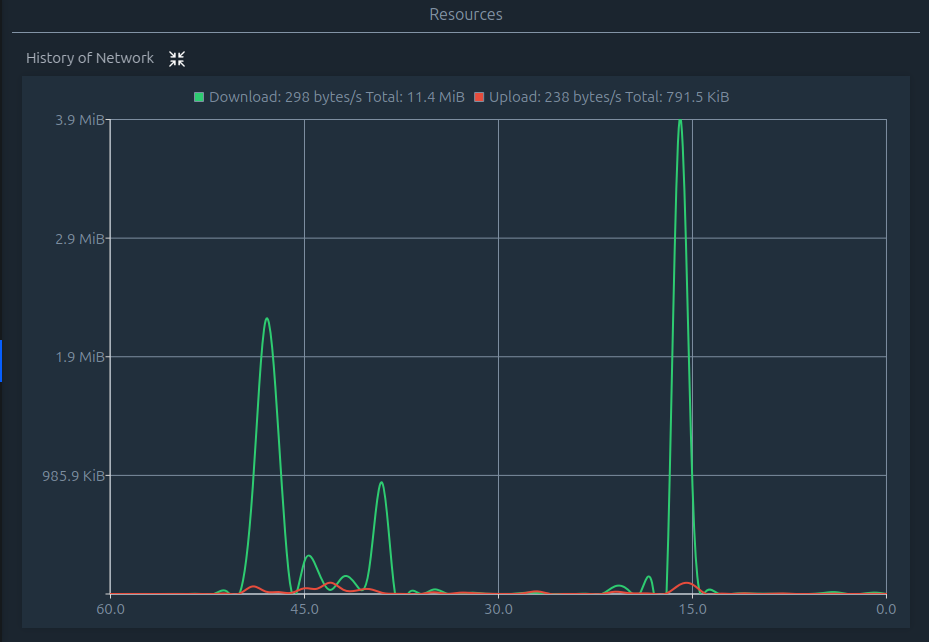 Resources
History of Network
Download: 298 bytes/s Total: 11.4 MiB Upload: 238 bytes/s Total: 791.5 KiB
3.9 MiB
2.9 MiB
1.9 MiB
985.9 KiB
60.0 45.0 30.0 15.0 0.0